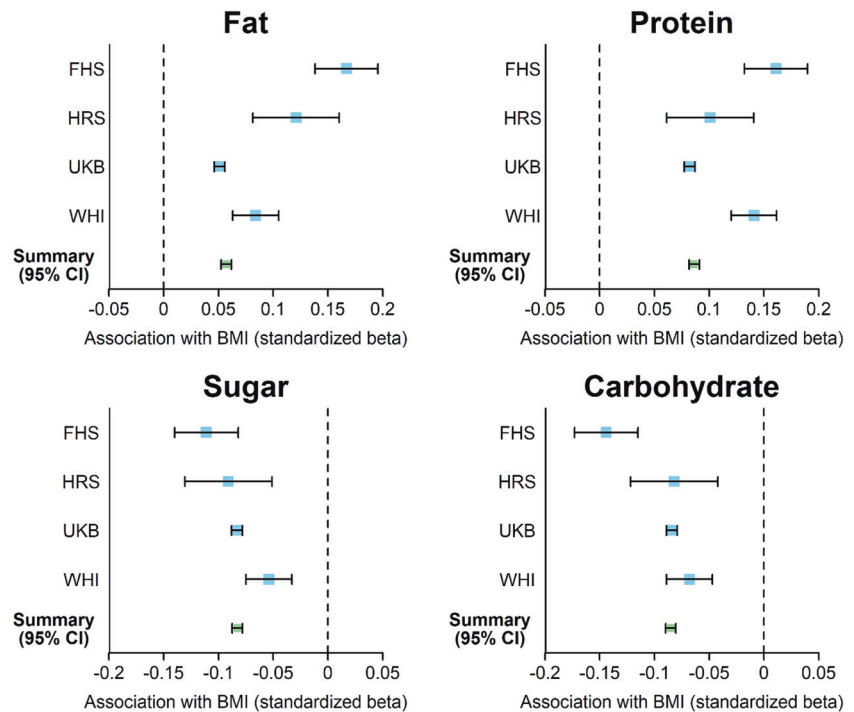 Fat
FHS
HRS
UKB
WHI
Summary
(95% CI)
-0.05 0 0.05 0.1 0.15 0.2
Association with BMI (standardized beta)
Protein
FHS
HRS
UKB
WHI
Summary
(95% CI)
-0.05 0 0.05 0.1 0.15 0.2
Association with BMI (standardized beta)
Sugar
FHS
HRS
UKB
WHI
Summary
(95% CI)
-0.2 -0.15 -0.1 -0.05 0 0.05
Association with BMI (standardized beta)
Carbohydrate
FHS
HRS
UKB
WHI
Summary
(95% CI)
-0.2 -0.15 -0.1 -0.05 0 0.05
Association with BMI (standardized beta)